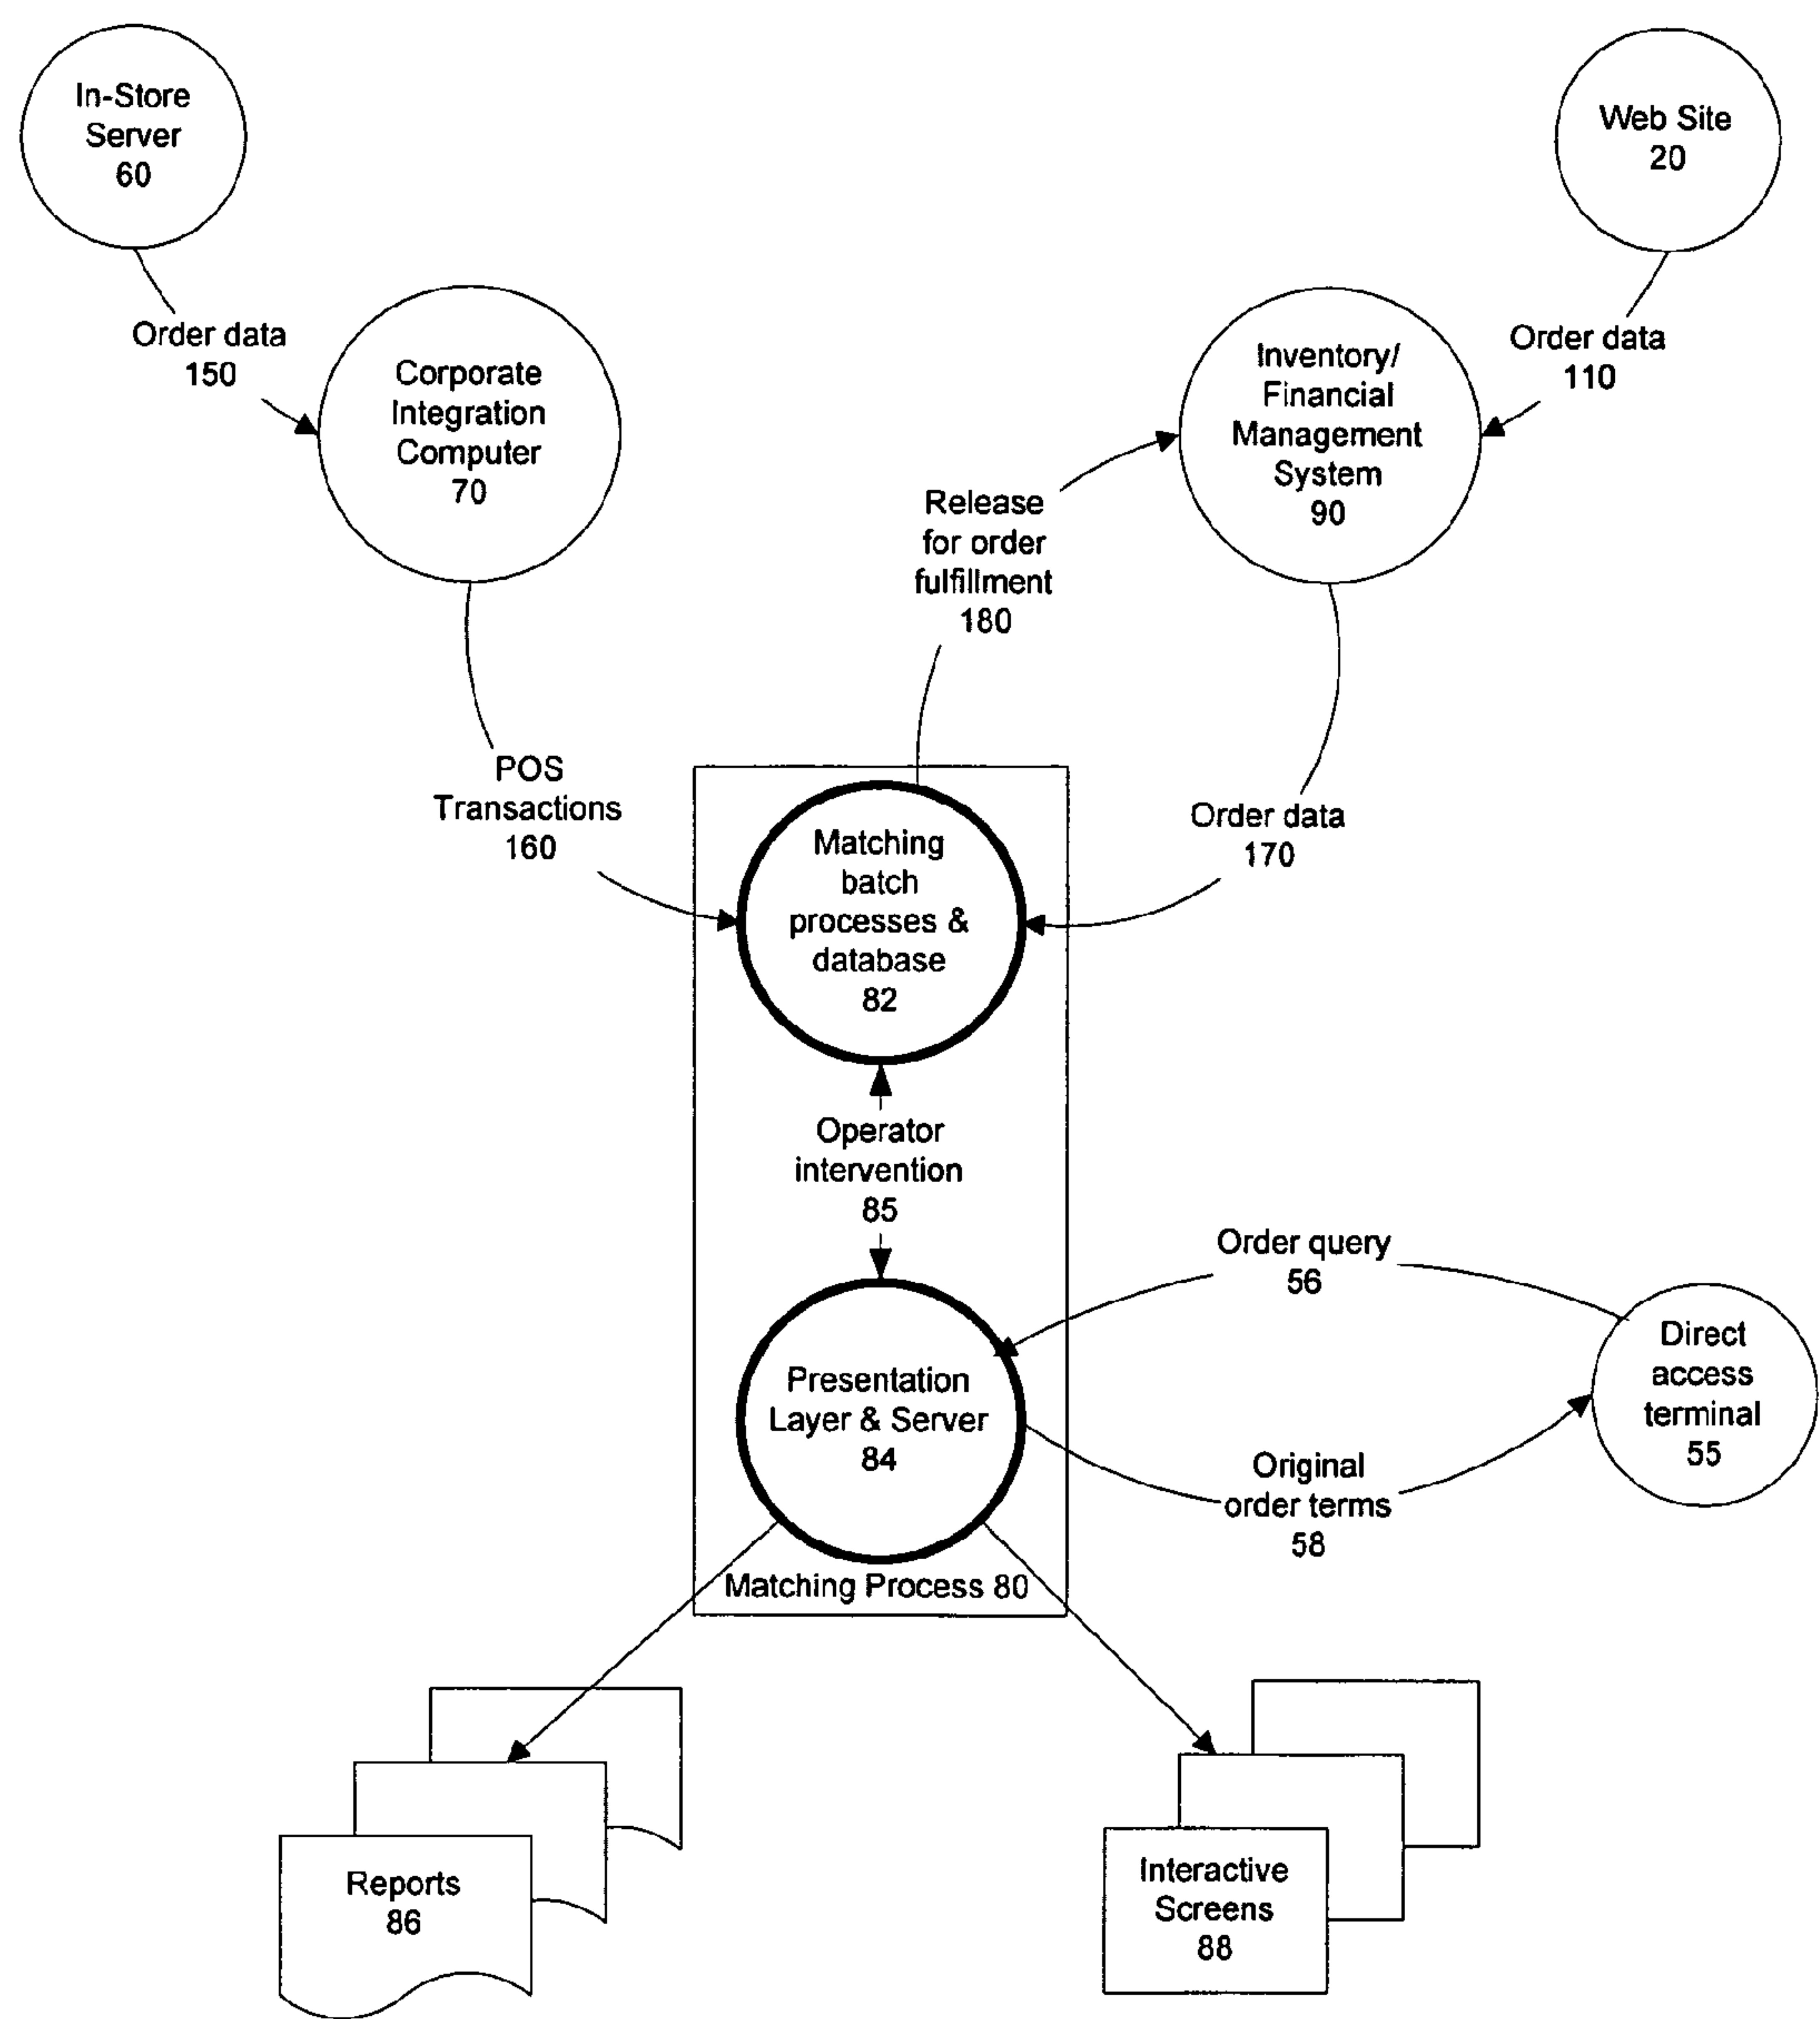 In-Store
Server
60
Web Site
20
Order data
150
Order data
110
Corporate
Integration
Computer
70
Inventory/
Financial
Management
System
90
Release
for order
fulfillment
180
POS
Transactions
160
Order data
170
Matching
batch
processes &
database
82
Operator
intervention
85
Order query
56
Direct
access
terminal
55
Presentation
Layer & Server
84
Original
order terms
58
Matching Process 80
Reports
86
Interactive
Screens
88